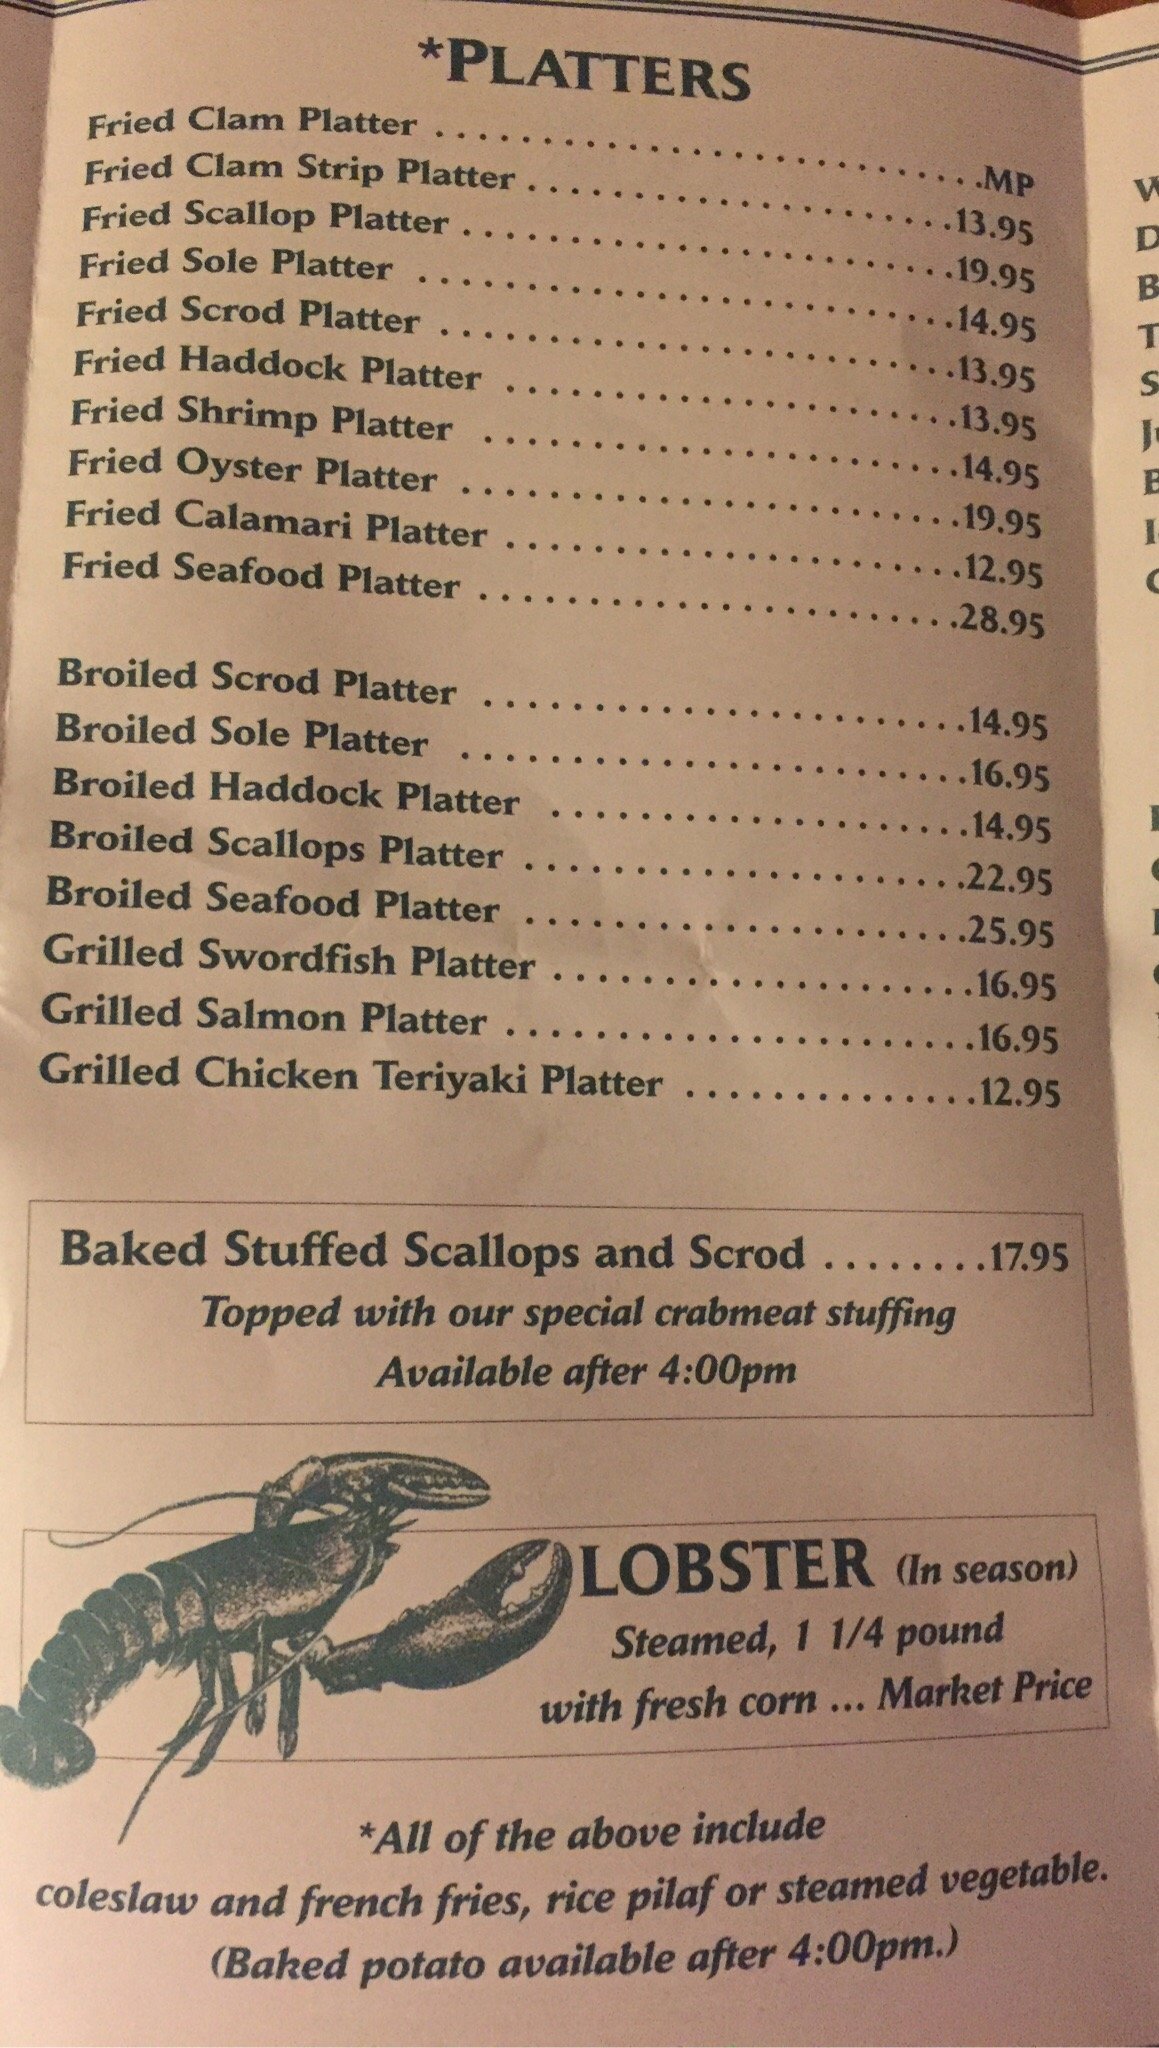 *PLATTERS
Fried Clam Platter . . . . . . . . . . . . . . . . . . . . . . . . .MP
Fried Clam Strip Platter . . . . . . . . . . . . . . . . . . . .13.95
Fried Scallop Platter . . . . . . . . . . . . . . . . . . . . . . .19.95
Fried Sole Platter . . . . . . . . . . . . . . . . . . . . . . . . .14.95
Fried Scrod Platter . . . . . . . . . . . . . . . . . . . . . . . .13.95
Fried Haddock Platter . . . . . . . . . . . . . . . . . . . . .13.95
Fried Shrimp Platter . . . . . . . . . . . . . . . . . . . . . .14.95
Fried Oyster Platter . . . . . . . . . . . . . . . . . . . . . . .19.95
Fried Calamari Platter . . . . . . . . . . . . . . . . . . . . .12.95
Fried Seafood Platter . . . . . . . . . . . . . . . . . . . . . .28.95
Broiled Scrod Platter . . . . . . . . . . . . . . . . . . . . . .14.95
Broiled Sole Platter . . . . . . . . . . . . . . . . . . . . . . .16.95
Broiled Haddock Platter . . . . . . . . . . . . . . . . . . .14.95
Broiled Scallops Platter . . . . . . . . . . . . . . . . . . . .22.95
Broiled Seafood Platter . . . . . . . . . . . . . . . . . . . .25.95
Grilled Swordfish Platter . . . . . . . . . . . . . . . . . . .16.95
Grilled Salmon Platter . . . . . . . . . . . . . . . . . . . . .16.95
Grilled Chicken Teriyaki Platter . . . . . . . . . . . . . .12.95
Baked Stuffed Scallops and Scrod . . . . . . . .17.95
Topped with our special crabmeat stuffing
Available after 4:00pm
LOBSTER (In season)
Steamed, 1 1/4 pound
with fresh corn ... Market Price
*All of the above include
coleslaw and french fries, rice pilaf or steamed vegetable.
(Baked potato available after 4:00pm.)